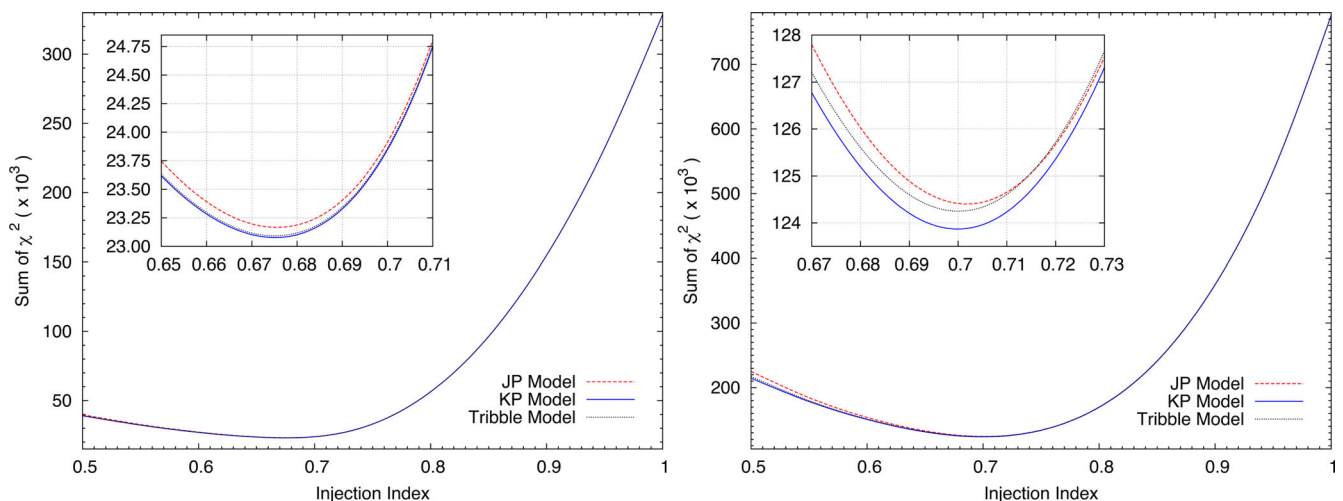 300
250
200
150
100
50
Sum of χ² ( x 10³ )
24.75
24.50
24.25
24.00
23.75
23.50
23.25
23.00
0.65 0.66 0.67 0.68 0.69 0.7 0.71
JP Model
KP Model
Tribble Model
0.5 0.6 0.7 0.8 0.9 1
Injection Index
700
600
500
400
300
200
Sum of χ² ( x 10³ )
128
127
126
125
124
0.67 0.68 0.69 0.7 0.71 0.72 0.73
JP Model
KP Model
Tribble Model
0.5 0.6 0.7 0.8 0.9 1
Injection Index